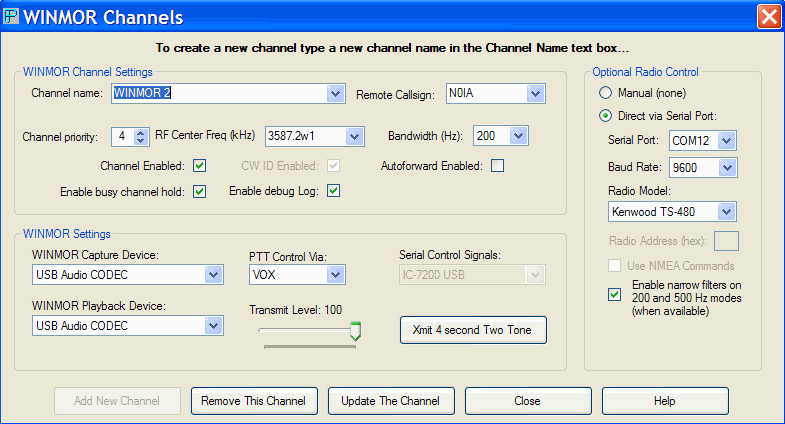 WINMOR Channels
To create a new channel type a new channel name in the Channel Name text box...
WINMOR Channel Settings
Channel name: WINMOR 2 Remote Callsign: N0IA
Channel priority: 4 RF Center Freq (kHz) 3587.2w1 Bandwidth (Hz): 200
Channel Enabled: CW ID Enabled: Autoforward Enabled:
Enable busy channel hold: Enable debug Log:
Optional Radio Control
Manual (none)
Direct via Serial Port:
Serial Port: COM12
Baud Rate: 9600
Radio Model:
Kenwood TS-480
Radio Address (hex):
Use NMEA Commands
Enable narrow filters on
200 and 500 Hz modes
(when available)
WINMOR Settings
WINMOR Capture Device: PTT Control Via: Serial Control Signals:
USB Audio CODEC VOX IC-7200 USB
WINMOR Playback Device: Transmit Level: 100
USB Audio CODEC Xmit 4 second Two Tone
Add New Channel Remove This Channel Update The Channel Close Help